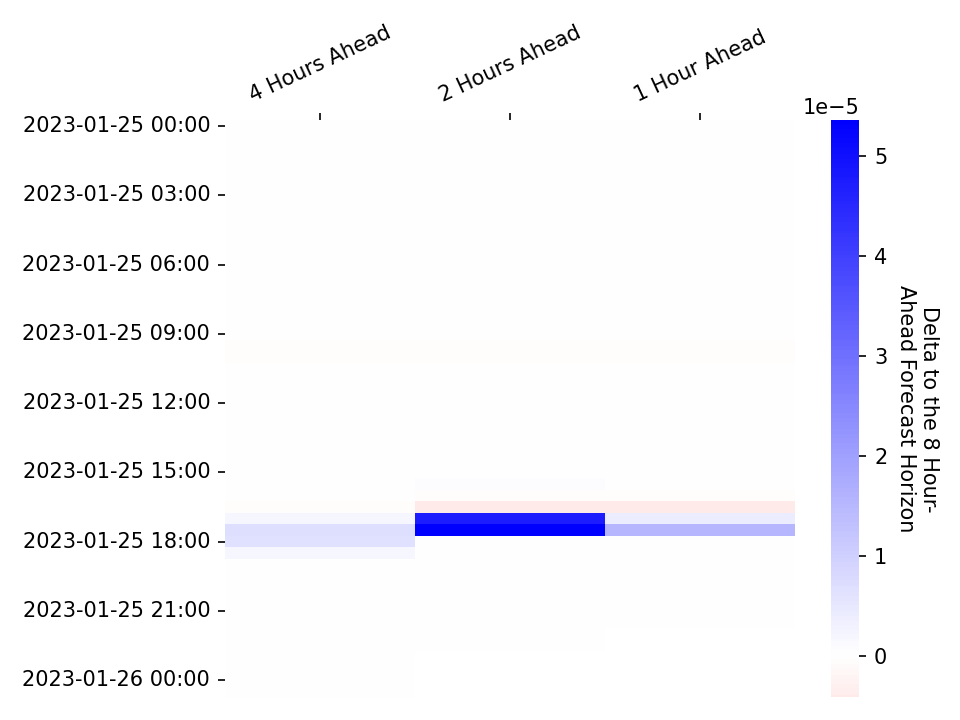 4 Hours Ahead
2 Hours Ahead
1 Hour Ahead
2023-01-25 00:00
2023-01-25 03:00
2023-01-25 06:00
2023-01-25 09:00
2023-01-25 12:00
2023-01-25 15:00
2023-01-25 18:00
2023-01-25 21:00
2023-01-26 00:00
1e−5
5
4
3
2
1
0
Delta to the 8 Hour-
Ahead Forecast Horizon